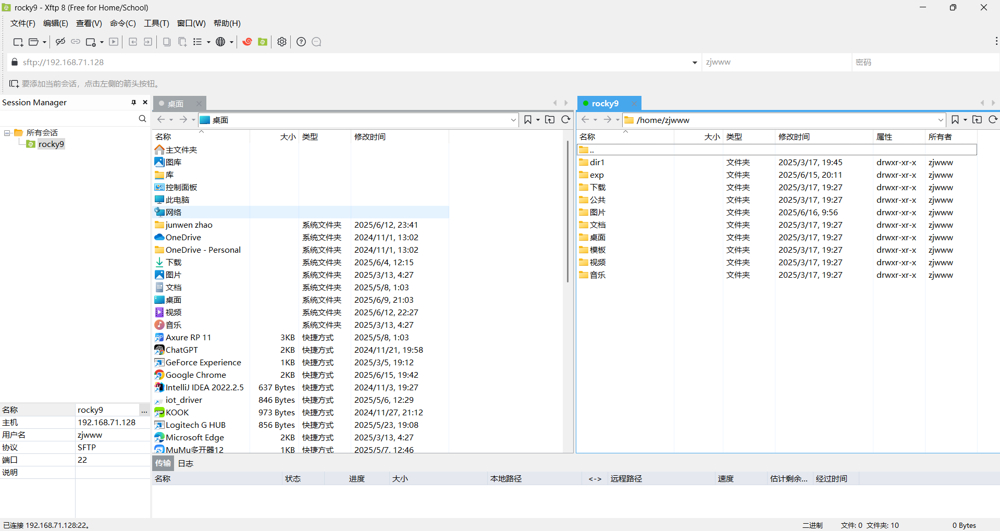 rocky9 - Xftp 8 (Free for Home/School)
文件(F) 编辑(E) 查看(V) 命令(C) 工具(T) 窗口(W) 帮助(H)
sftp://192.168.71.128 zjwww 密码
要添加当前会话，点击左侧的箭头按钮。
Session Manager
所有会话
rocky9
名称 rocky9 ...
主机 192.168.71.128
用户名 zjwww
协议 SFTP
端口 22
说明
桌面
桌面
名称 大小 类型 修改时间
主文件夹
图库
库
控制面板
此电脑
网络
junwen zhao 系统文件夹 2025/6/12, 23:41
OneDrive 系统文件夹 2024/11/1, 13:02
OneDrive - Personal 系统文件夹 2024/11/1, 13:02
下载 系统文件夹 2025/6/4, 12:15
图片 系统文件夹 2025/3/13, 4:27
文档 系统文件夹 2025/5/8, 1:03
桌面 系统文件夹 2025/6/9, 21:03
视频 系统文件夹 2025/6/12, 22:27
音乐 系统文件夹 2025/3/13, 4:27
Axure RP 11 3KB 快捷方式 2025/5/8, 1:03
ChatGPT 2KB 快捷方式 2024/11/21, 19:58
GeForce Experience 1KB 快捷方式 2025/3/5, 19:12
Google Chrome 2KB 快捷方式 2025/6/15, 19:42
IntelliJ IDEA 2022.2.5 637 Bytes 快捷方式 2024/11/3, 19:27
iot_driver 846 Bytes 快捷方式 2025/5/6, 12:29
KOOK 973 Bytes 快捷方式 2024/11/27, 21:12
Logitech G HUB 856 Bytes 快捷方式 2025/5/23, 19:08
Microsoft Edge 2KB 快捷方式 2025/3/13, 4:27
MuMu多开器12 1KB 快捷方式 2025/5/7, 12:46
rocky9
/home/zjwww
名称 大小 类型 修改时间 属性 所有者
..
dir1 文件夹 2025/3/17, 19:45 drwxr-xr-x zjwww
exp 文件夹 2025/6/15, 20:11 drwxr-xr-x zjwww
下载 文件夹 2025/3/17, 19:27 drwxr-xr-x zjwww
公共 文件夹 2025/3/17, 19:27 drwxr-xr-x zjwww
图片 文件夹 2025/6/16, 9:56 drwxr-xr-x zjwww
文档 文件夹 2025/3/17, 19:27 drwxr-xr-x zjwww
桌面 文件夹 2025/3/17, 19:27 drwxr-xr-x zjwww
模板 文件夹 2025/3/17, 19:27 drwxr-xr-x zjwww
视频 文件夹 2025/3/17, 19:27 drwxr-xr-x zjwww
音乐 文件夹 2025/3/17, 19:27 drwxr-xr-x zjwww
传输 日志
名称 状态 进度 大小 本地路径 <-> 远程路径 速度 估计剩余... 经过时间
已连接 192.168.71.128:22。 二进制 文件: 0 文件夹: 10 0 Bytes